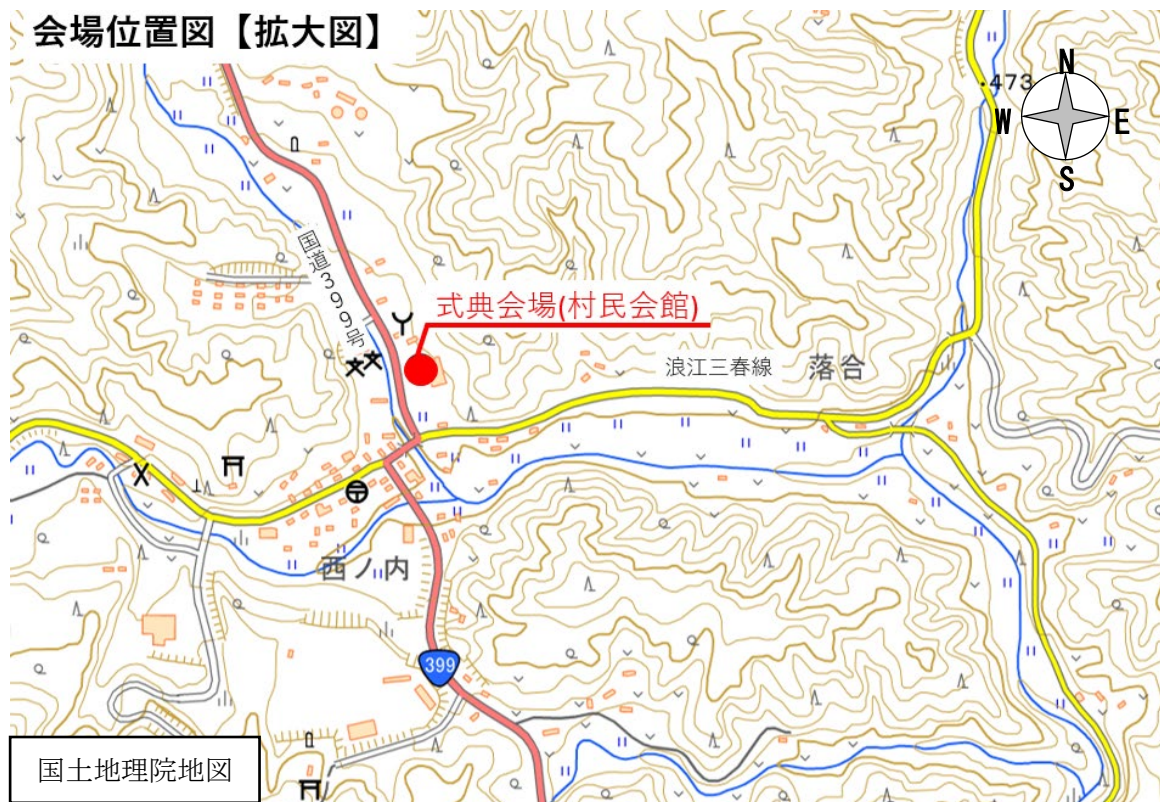 会場位置図【拡大図】
N
・473
W E
S
国道399号
式典会場(村民会館)
浪江三春線
落合
西ノ内
399
国土地理院地図